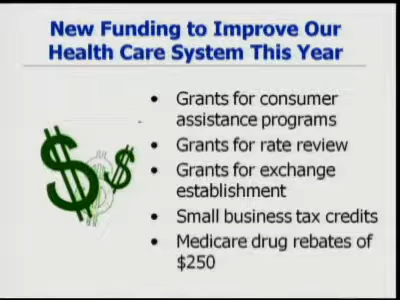 New Funding to Improve Our
Health Care System This Year
• Grants for consumer
assistance programs
• Grants for rate review
• Grants for exchange
establishment
• Small business tax credits
• Medicare drug rebates of
$250